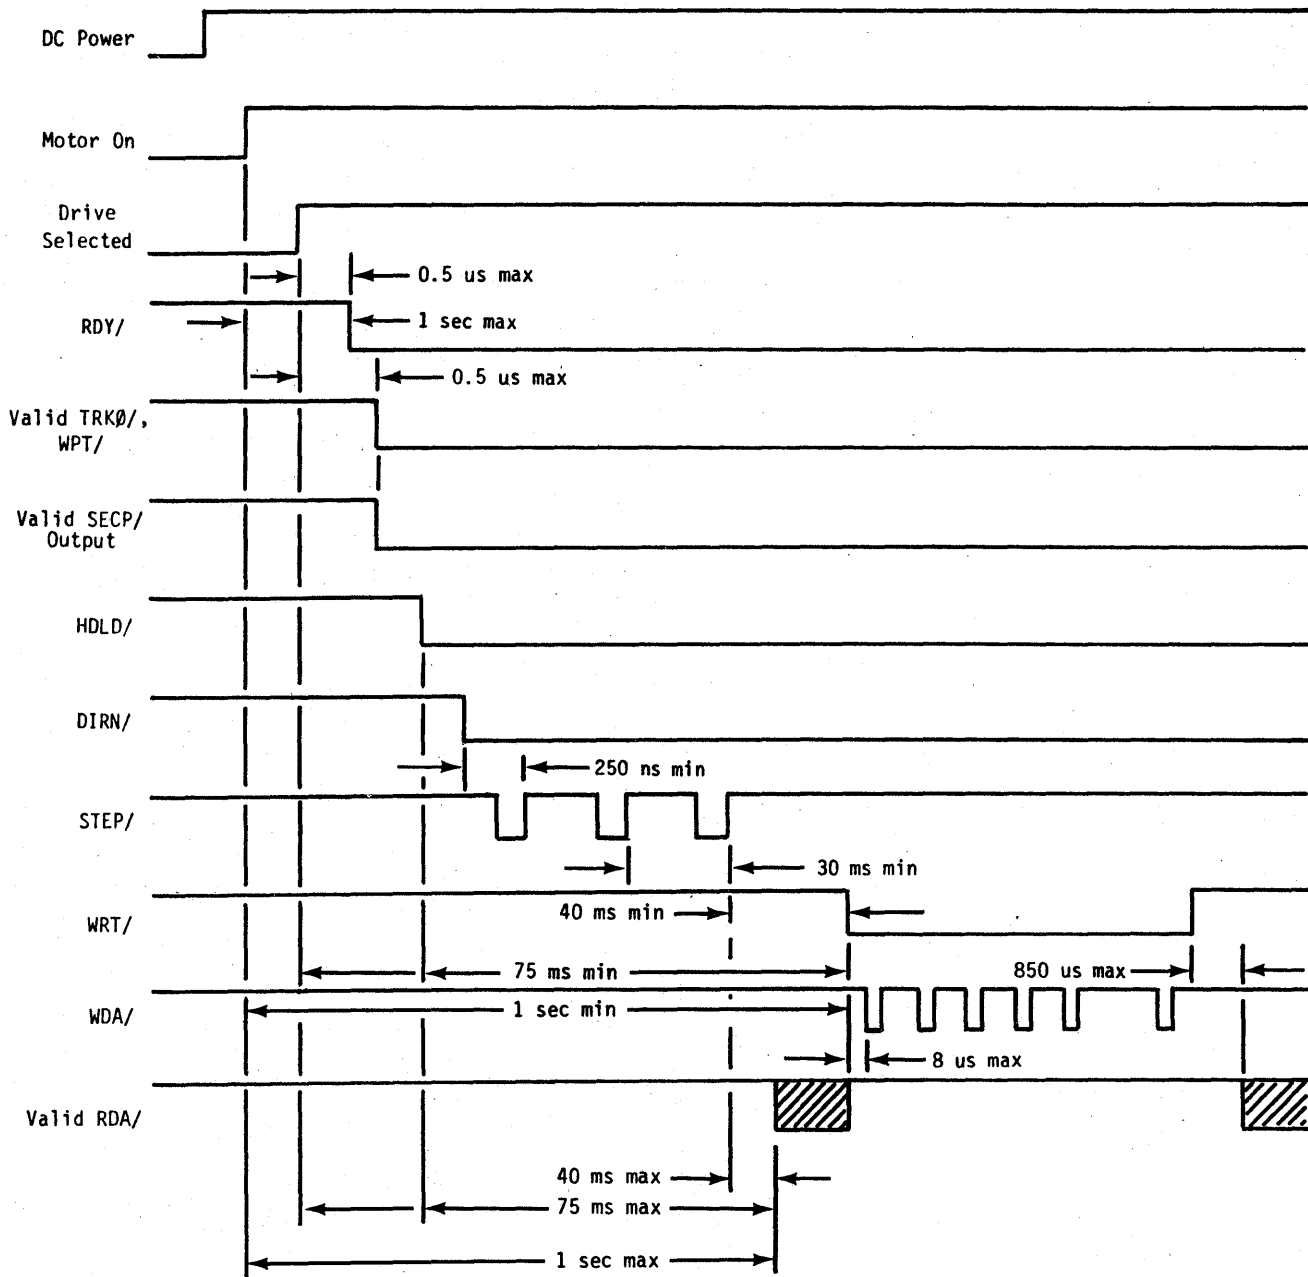 DC Power
Motor On
Drive
Selected
0.5 us max
RDY/
1 sec max
0.5 us max
Valid TRKØ/,
WPT/
Valid SECP/
Output
HDLD/
DIRN/
250 ns min
STEP/
30 ms min
WRT/
40 ms min
75 ms min
850 us max
WDA/
1 sec min
8 us max
Valid RDA/
40 ms max
75 ms max
1 sec max